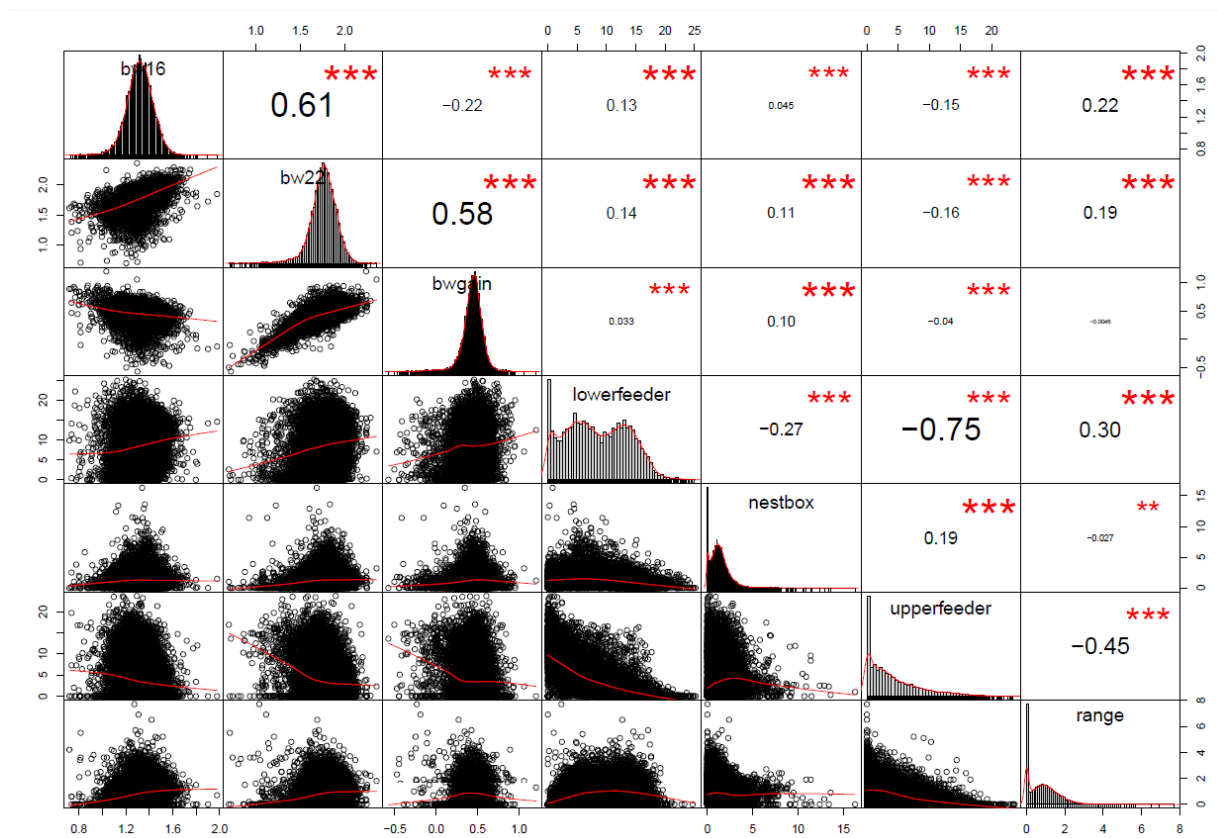 1.0 1.5 2.0 0 5 10 15 20 25 0 5 10 20
bw16 *** *** *** *** *** ***
0.61 −0.22 0.13 0.045 −0.15 0.22
0.8 1.2 1.6 2.0
1.0 1.5 2.0
bw22 *** *** *** *** ***
0.58 0.14 0.11 −0.16 0.19
bwgain *** *** ***
0.033 0.10 −0.04 −0.0045
−0.5 0.5 1.0
0 5 10 20
lowerfeeder *** *** ***
−0.27 −0.75 0.30
nestbox *** **
0.19 −0.027
0 5 10 15
0 5 10 20
upperfeeder ***
−0.45
range
0 2 4 6 8
0.8 1.2 1.6 2.0 −0.5 0.0 0.5 1.0 0 5 10 15 0 2 4 6 8